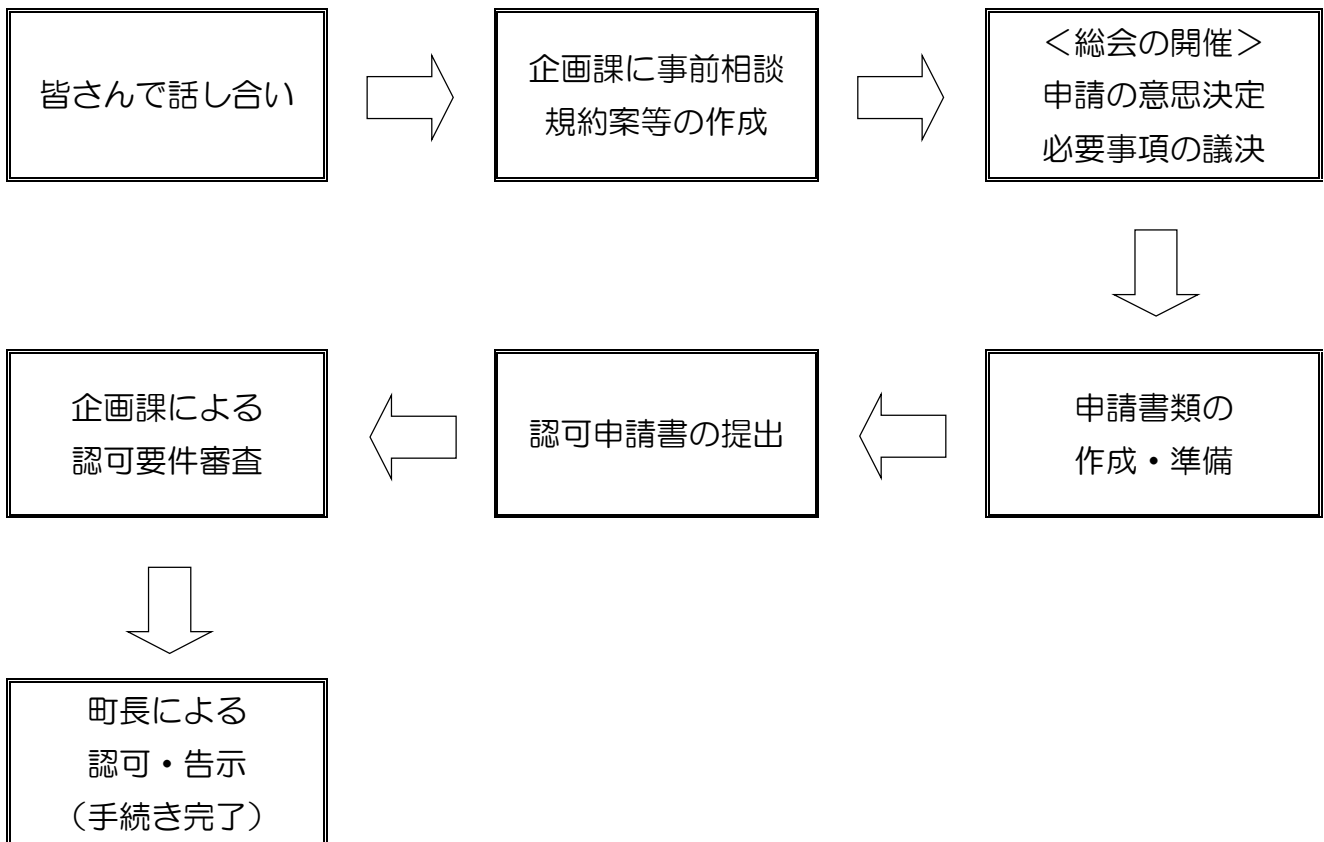 皆さんで話し合い
企画課に事前相談
規約案等の作成
＜総会の開催＞
申請の意思決定
必要事項の議決
申請書類の
作成・準備
認可申請書の提出
企画課による
認可要件審査
町長による
認可・告示
（手続き完了）